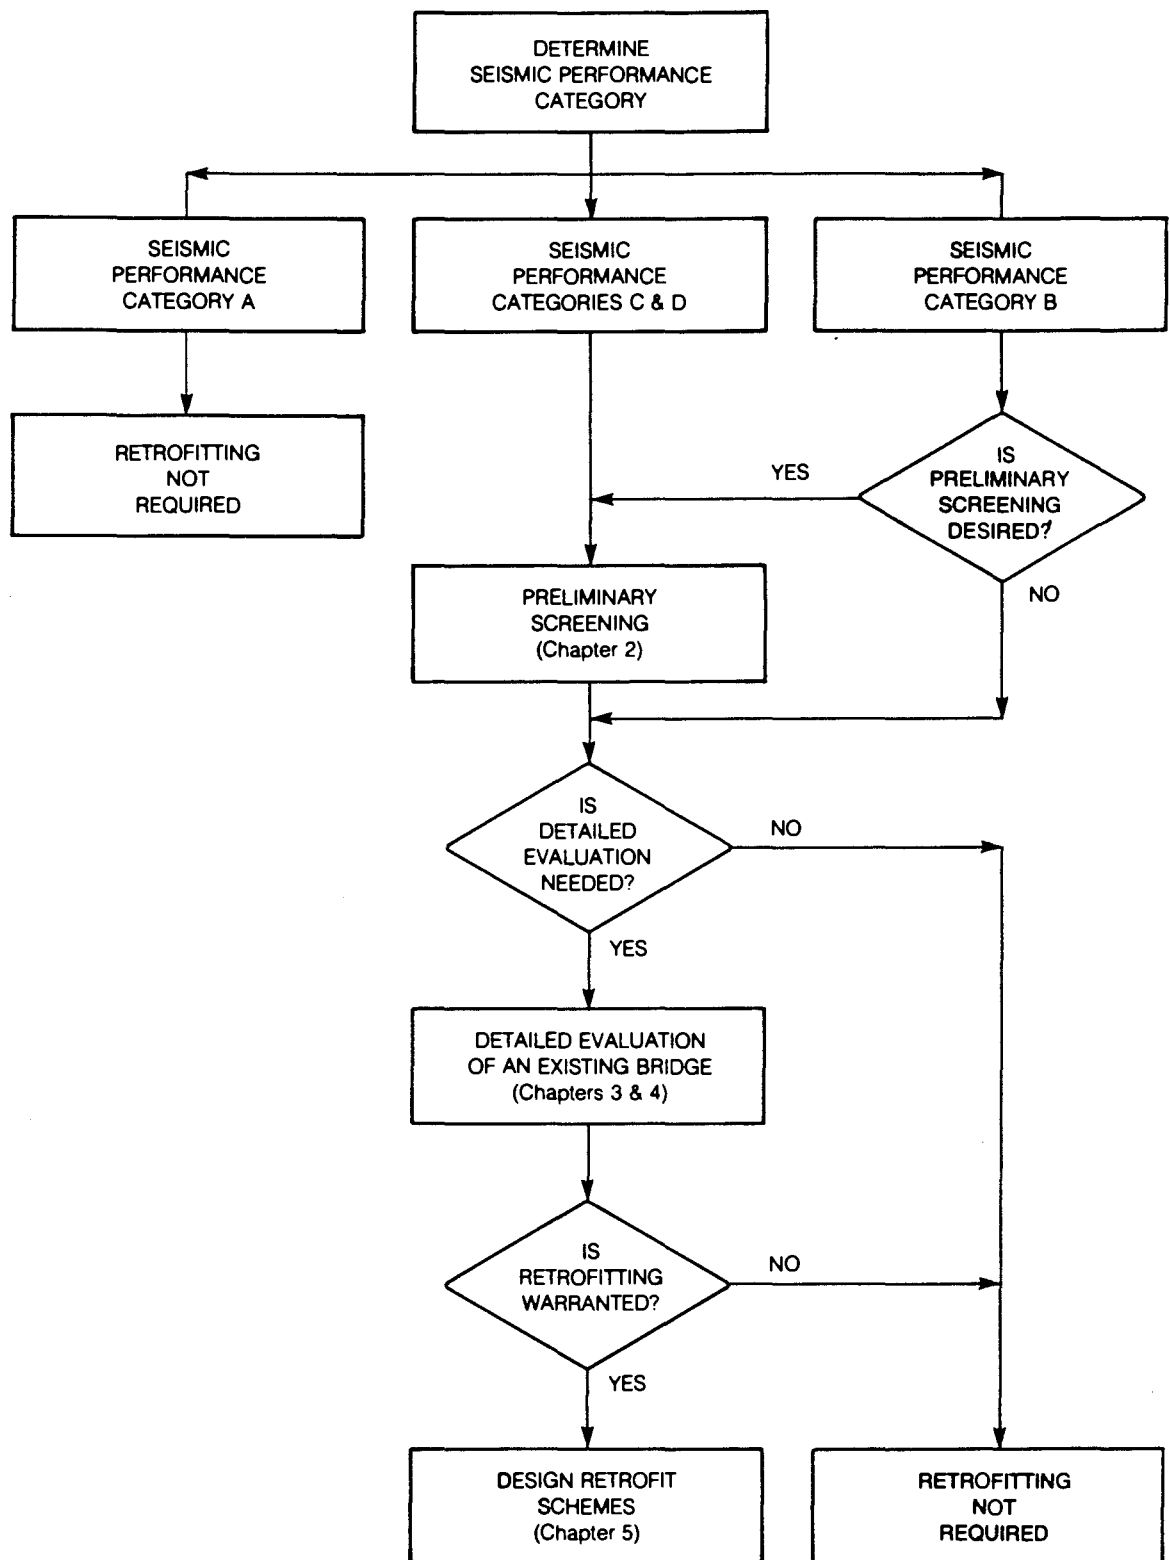 DETERMINE
SEISMIC PERFORMANCE
CATEGORY
SEISMIC
PERFORMANCE
CATEGORY A
SEISMIC
PERFORMANCE
CATEGORIES C & D
SEISMIC
PERFORMANCE
CATEGORY B
RETROFITTING
NOT
REQUIRED
IS
PRELIMINARY
SCREENING
DESIRED?
YES
NO
PRELIMINARY
SCREENING
(Chapter 2)
IS
DETAILED
EVALUATION
NEEDED?
NO
YES
DETAILED EVALUATION
OF AN EXISTING BRIDGE
(Chapters 3 & 4)
IS
RETROFITTING
WARRANTED?
NO
YES
DESIGN RETROFIT
SCHEMES
(Chapter 5)
RETROFITTING
NOT
REQUIRED